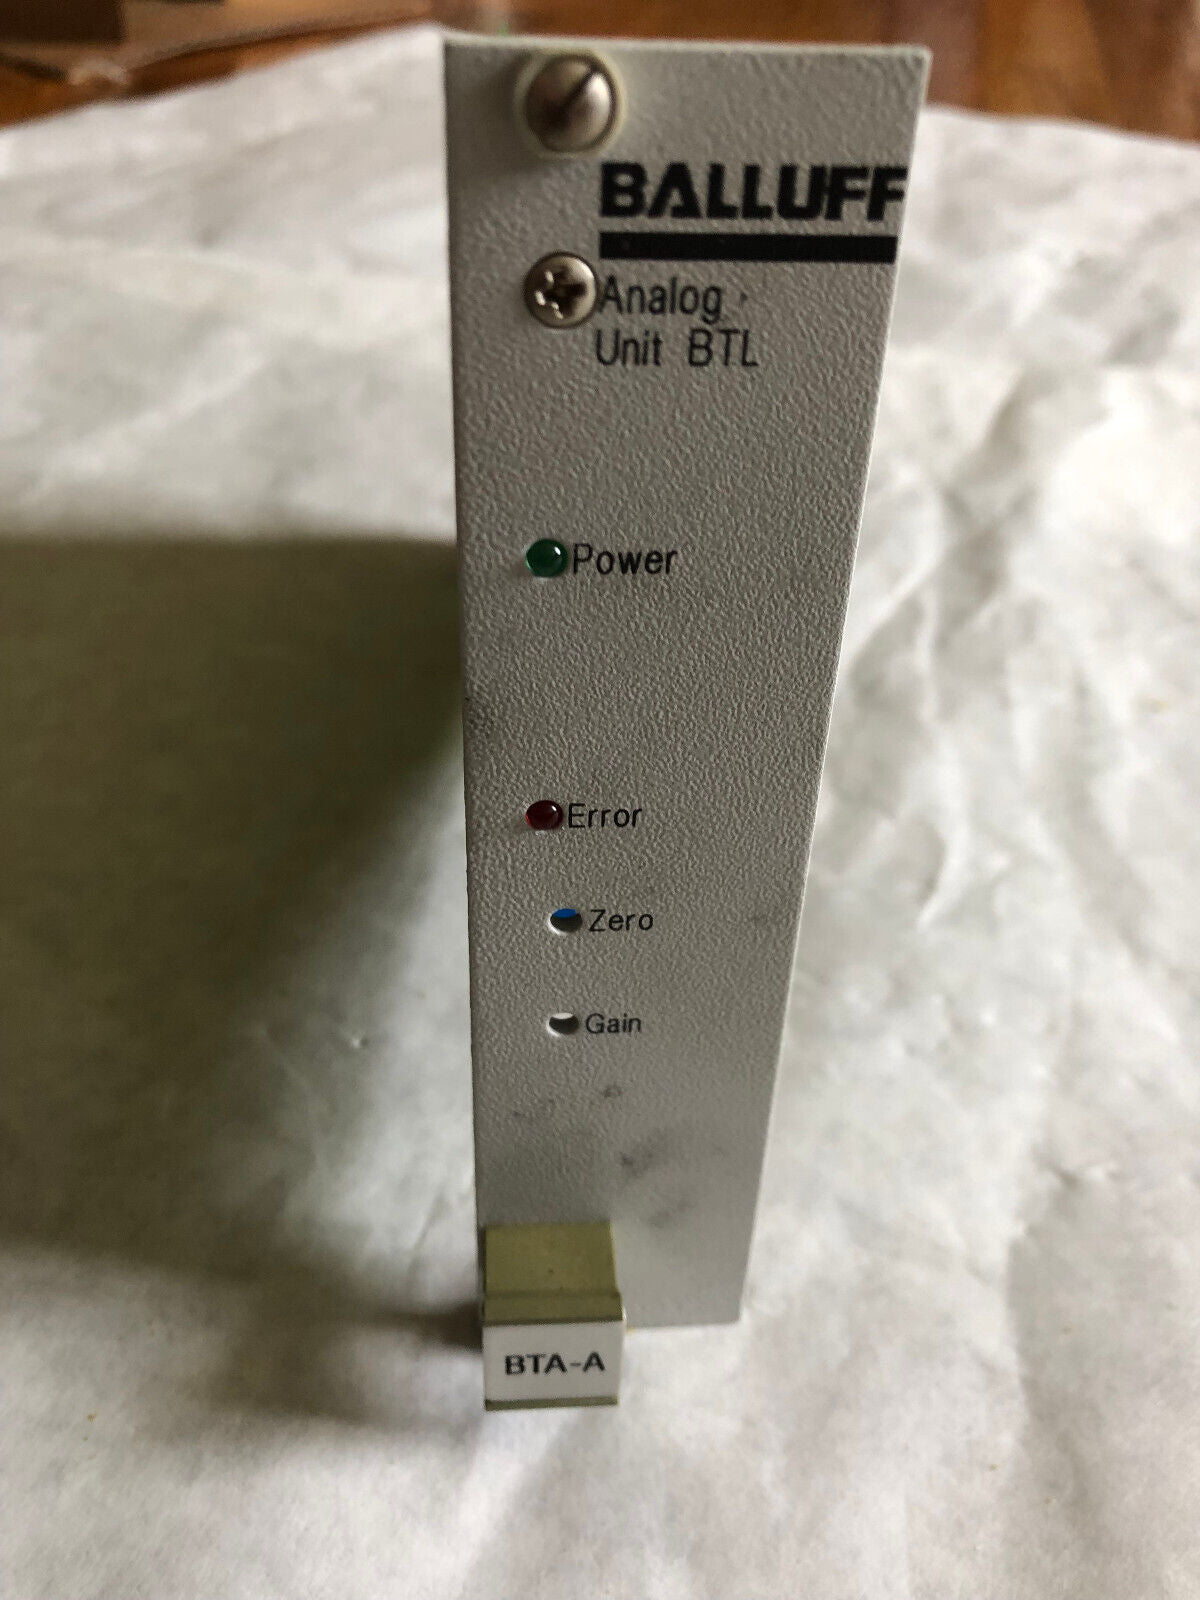 BALLUFF
Analog
Unit BTL
Power
Error
Zero
Gain
BTA-A